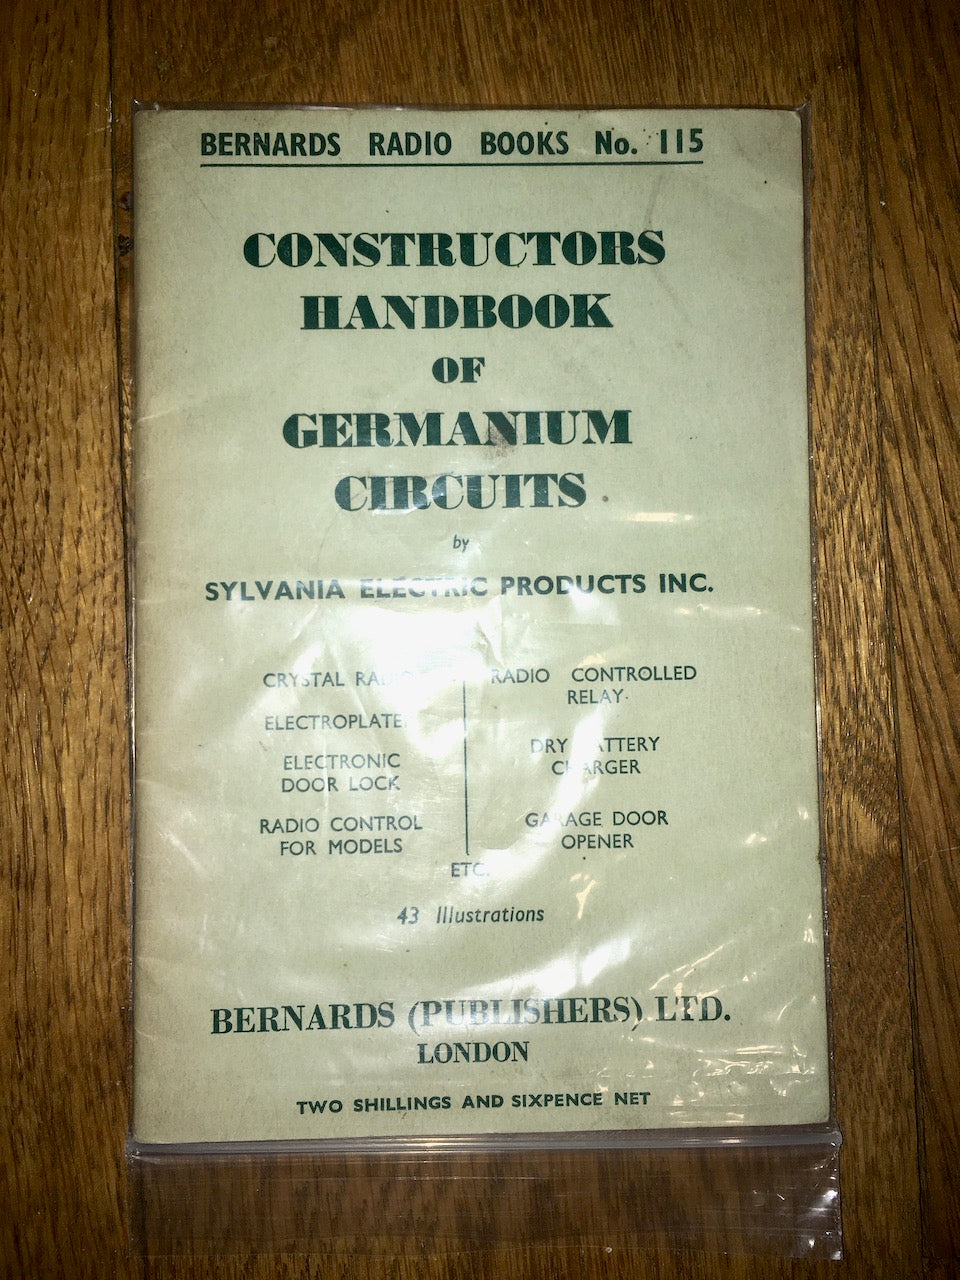 BERNARDS RADIO BOOKS No. 115
CONSTRUCTORS
HANDBOOK
OF
GERMANIUM
CIRCUITS
by
SYLVANIA ELECTRIC PRODUCTS INC.
CRYSTAL
ELECTRONIC
DOOR LOCK
RADIO CONTROL
FOR MODELS
RADIO CONTROLLED
RELAY
DRY BATTERY
CHARGER
GARAGE DOOR
OPENER
ETC.
43 Illustrations
BERNARDS (PUBLISHERS) LTD.
LONDON
TWO SHILLINGS AND SIXPENCE NET